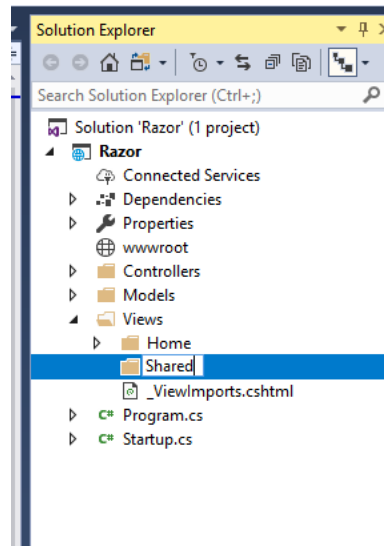 Solution Explorer
Search Solution Explorer (Ctrl+;)
Solution 'Razor' (1 project)
Razor
Connected Services
Dependencies
Properties
wwwroot
Controllers
Models
Views
Home
Shared
_ViewImports.cshtml
C# Program.cs
C# Startup.cs